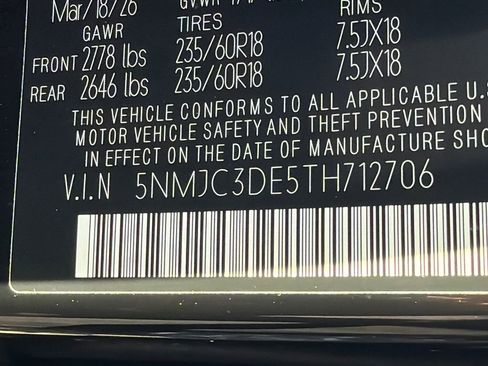 Mar/18/26 GVWR
TIRES RIMS
GAWR
FRONT 2778 lbs 235/60R18 7.5JX18
REAR 2646 lbs 235/60R18 7.5JX18
THIS VEHICLE CONFORMS TO ALL APPLICABLE U.S
MOTOR VEHICLE SAFETY AND THEFT PREVENTION
IN EFFECT ON THE DATE OF MANUFACTURE SHO
V.I.N 5NMJC3DE5TH712706